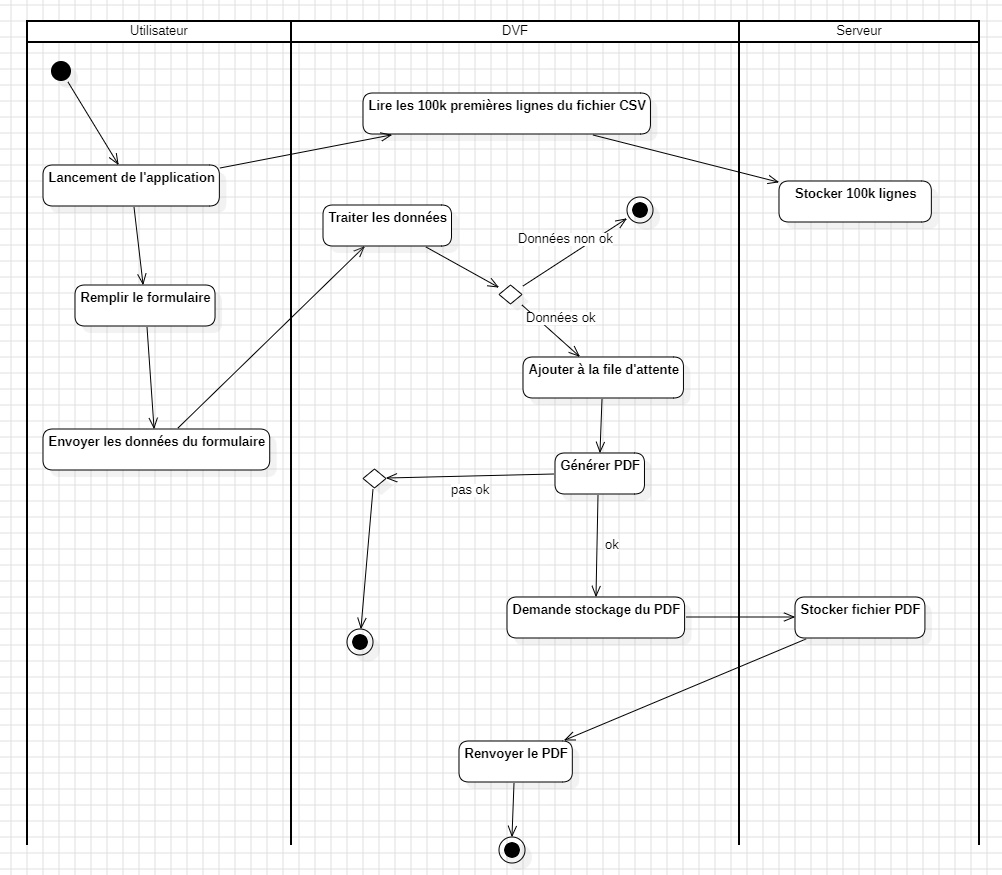 Utilisateur
DVF
Serveur
Lire les 100k premières lignes du fichier CSV
Lancement de l'application
Stocker 100k lignes
Traiter les données
Données non ok
Remplir le formulaire
Données ok
Ajouter à la file d'attente
Envoyer les données du formulaire
Générer PDF
pas ok
ok
Demande stockage du PDF
Stocker fichier PDF
Renvoyer le PDF